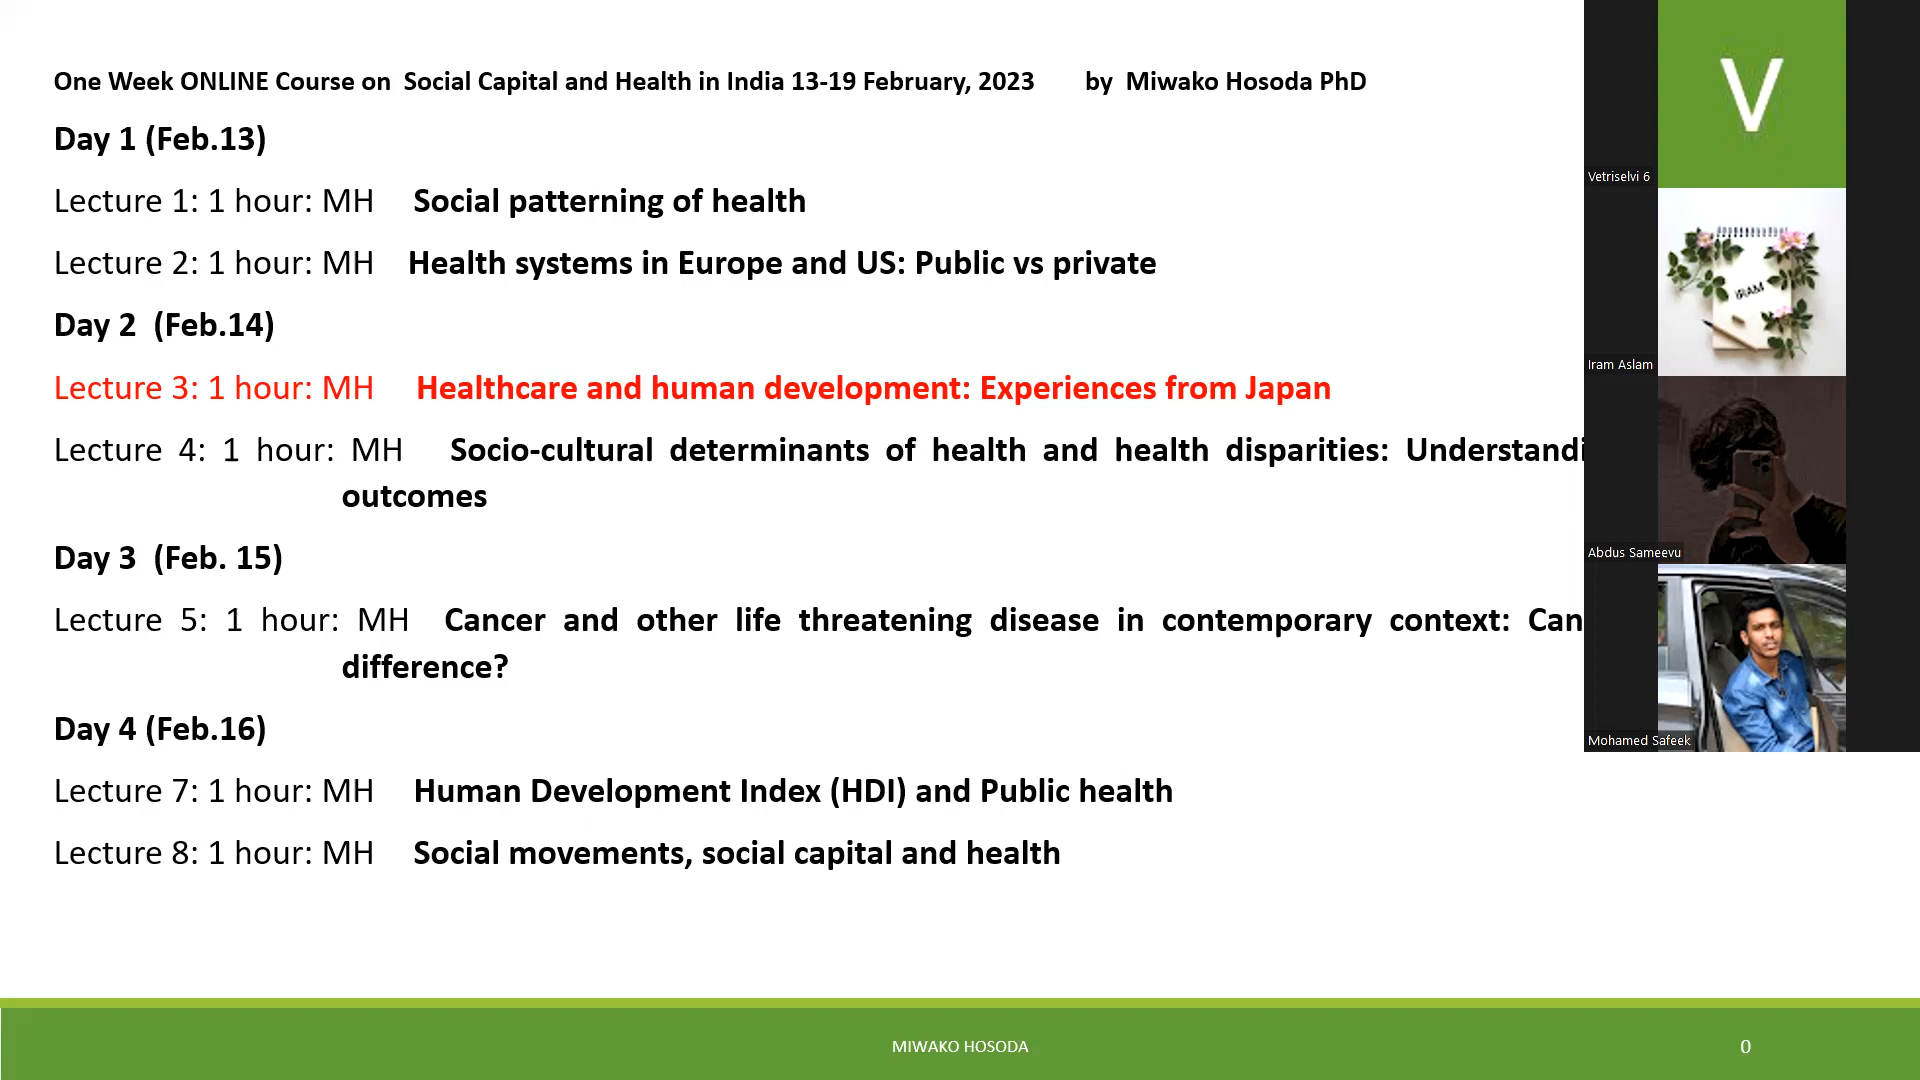 One Week ONLINE Course on Social Capital and Health in India 13-19 February, 2023 by Miwako Hosoda PhD
Day 1 (Feb.13)
Lecture 1: 1 hour: MH Social patterning of health
Lecture 2: 1 hour: MH Health systems in Europe and US: Public vs private
Day 2 (Feb.14)
Lecture 3: 1 hour: MH Healthcare and human development: Experiences from Japan
Lecture 4: 1 hour: MH Socio-cultural determinants of health and health disparities:
outcomes
Day 3 (Feb. 15)
Lecture 5: 1 hour: MH Cancer and other life threatening disease in contemporary context: Can
difference?
Day 4 (Feb.16)
Lecture 7: 1 hour: MH Human Development Index (HDI) and Public health
Lecture 8: 1 hour: MH Social movements, social capital and health
MIWAKO HOSODA
0
V
Vetriselvi 6
IRAM
Iram Aslam
Abdus Sameevu
Mohamed Safeek